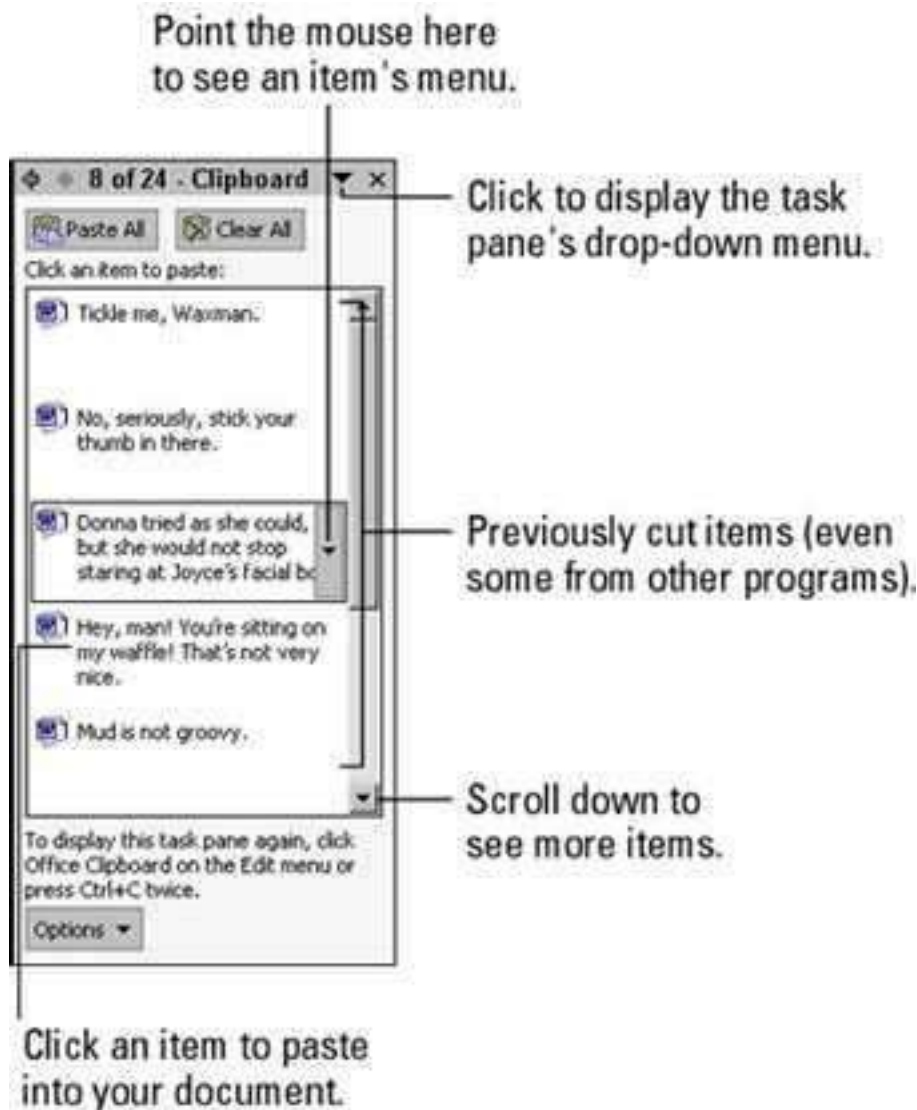 Point the mouse here
to see an item's menu.
8 of 24 - Clipboard
Click to display the task
pane's drop-down menu.
Paste All
Clear All
Click an item to paste:
Tickle me, Waxman.
No, seriously, stick your
thumb in there.
Donna tried as she could,
but she would not stop
staring at Joyce's facial
Previously cut items (even
some from other programs).
Hey, man! You're sitting on
my waffle! That's not very
nice.
Mud is not groovy.
Scroll down to
see more items.
To display this task pane again, click
Office Clipboard on the Edit menu or
press Ctrl+C twice.
Options
Click an item to paste
into your document.